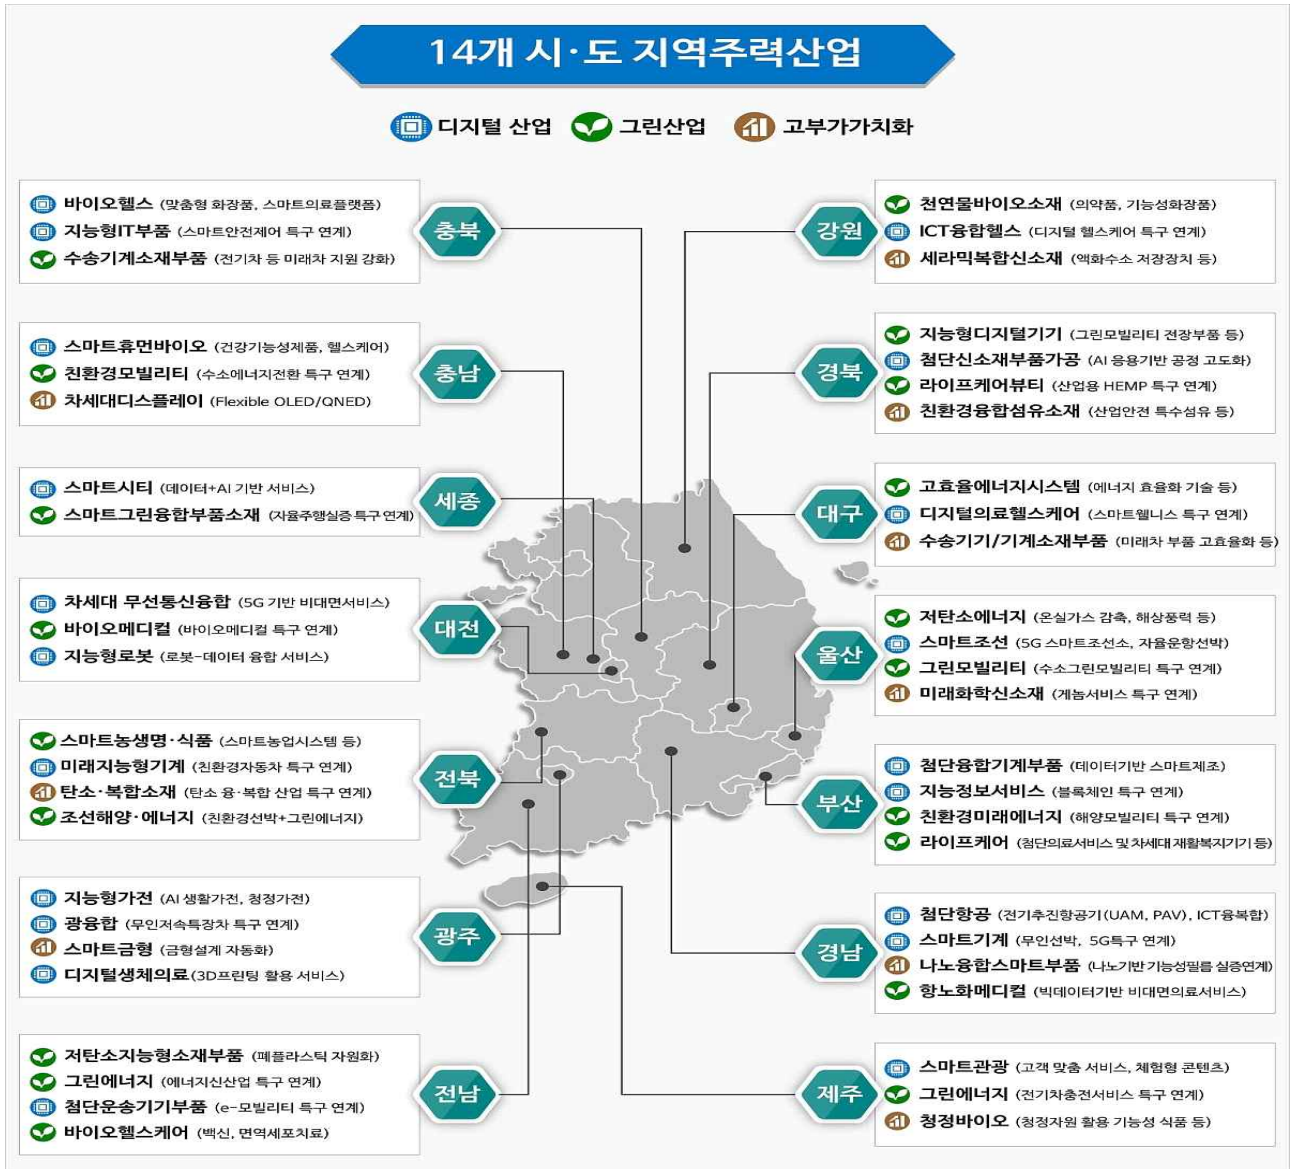 14개 시·도 지역주력산업
디지털 산업 그린산업 고부가가치화
바이오헬스 (맞춤형 화장품, 스마트의료플랫폼)
지능형IT부품 (스마트안전제어 특구 연계)
수송기계소재부품 (전기차 등 미래차 지원 강화)
충북
스마트휴먼바이오 (건강기능성제품, 헬스케어)
친환경모빌리티 (수소에너지전환 특구 연계)
차세대디스플레이 (Flexible OLED/QNED)
충남
스마트시티 (데이터+AI 기반 서비스)
스마트그린융합부품소재 (자율주행실증 특구 연계)
세종
차세대 무선통신융합 (5G 기반 비대면서비스)
바이오메디컬 (바이오메디컬 특구 연계)
지능형로봇 (로봇-데이터 융합 서비스)
대전
스마트농생명·식품 (스마트농업시스템 등)
미래지능형기계 (친환경자동차 특구 연계)
탄소·복합소재 (탄소 융·복합 산업 특구 연계)
조선해양·에너지 (친환경선박+그린에너지)
전북
지능형가전 (AI 생활가전, 청정가전)
광융합 (무인저속특장차 특구 연계)
스마트금형 (금형설계 자동화)
디지털생체의료(3D프린팅 활용 서비스)
광주
저탄소지능형소재부품 (폐플라스틱 자원화)
그린에너지 (에너지신산업 특구 연계)
첨단운송기기부품 (e-모빌리티 특구 연계)
바이오헬스케어 (백신, 면역세포치료)
전남
강원
천연물바이오소재 (의약품, 기능성화장품)
ICT융합헬스 (디지털 헬스케어 특구 연계)
세라믹복합신소재 (액화수소 저장장치 등)
경북
지능형디지털기기 (그린모빌리티 전장부품 등)
첨단신소재부품가공 (AI 응용기반 공정 고도화)
라이프케어뷰티 (산업용 HEMP 특구 연계)
친환경융합섬유소재 (산업안전 특수섬유 등)
대구
고효율에너지시스템 (에너지 효율화 기술 등)
디지털의료헬스케어 (스마트웰니스 특구 연계)
수송기기/기계소재부품 (미래차 부품 고효율화 등)
울산
저탄소에너지 (온실가스 감축, 해상풍력 등)
스마트조선 (5G 스마트조선소, 자율운항선박)
그린모빌리티 (수소그린모빌리티 특구 연계)
미래화학신소재 (게놈서비스 특구 연계)
부산
첨단융합기계부품 (데이터기반 스마트제조)
지능정보서비스 (블록체인 특구 연계)
친환경미래에너지 (해양모빌리티 특구 연계)
라이프케어 (첨단의료서비스 및 차세대 재활복지기기 등)
경남
첨단항공 (전기추진항공기(UAM, PAV), ICT융복합)
스마트기계 (무인선박, 5G특구 연계)
나노융합스마트부품 (나노기반 기능성필름 실증연계)
항노화메디컬 (빅데이터기반 비대면의료서비스)
제주
스마트관광 (고객 맞춤 서비스, 체험형 콘텐츠)
그린에너지 (전기차충전서비스 특구 연계)
청정바이오 (청정자원 활용 기능성 식품 등)